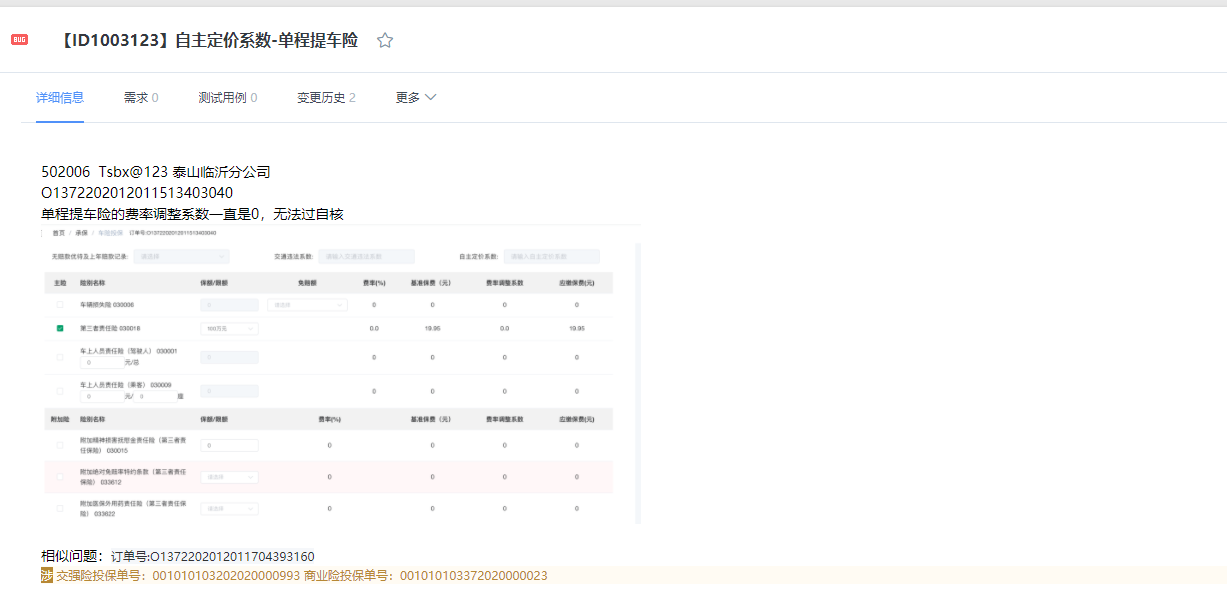 BUG 【ID1003123】自主定价系数-单程提车险
详细信息 需求 0 测试用例 0 变更历史 2 更多
502006 Tsbx@123 泰山临沂分公司
O1372202012011513403040
单程提车险的费率调整系数一直是0，无法过自核
首页 / 承保 / 车险投保 订单号:O1372202012011513403040
无赔款优待及上年赔款记录: 请选择 交通违法系数: 请输入交通违法系数 自主定价系数: 请输入自主定价系数
主险 险别名称 保额/限额 免赔额 费率(%) 基准保费（元） 费率调整系数 应缴保费(元)
车辆损失险 030006 0 请选择 0 0 0 0
第三者责任险 030018 100万元 0.0 19.95 0.0 19.95
车上人员责任险（驾驶人） 030001
0 元/总 0 0 0 0 0
车上人员责任险（乘客） 030009
0 元/ 0 座 0 0 0 0 0
附加险 险别名称 保额/限额 费率(%) 基准保费（元） 费率调整系数 应缴保费(元)
附加精神损害抚慰金责任险（第三者责
任保险） 030015 0 0 0 0 0
附加绝对免赔率特约条款（第三者责任
保险） 033612 请选择 0 0 0 0
附加医保外用药责任险（第三者责任保
险） 033622 请选择 0 0 0 0
相似问题：订单号:O1372202012011704393160
涉 交强险投保单号：001010103202020000993 商业险投保单号：001010103372020000023